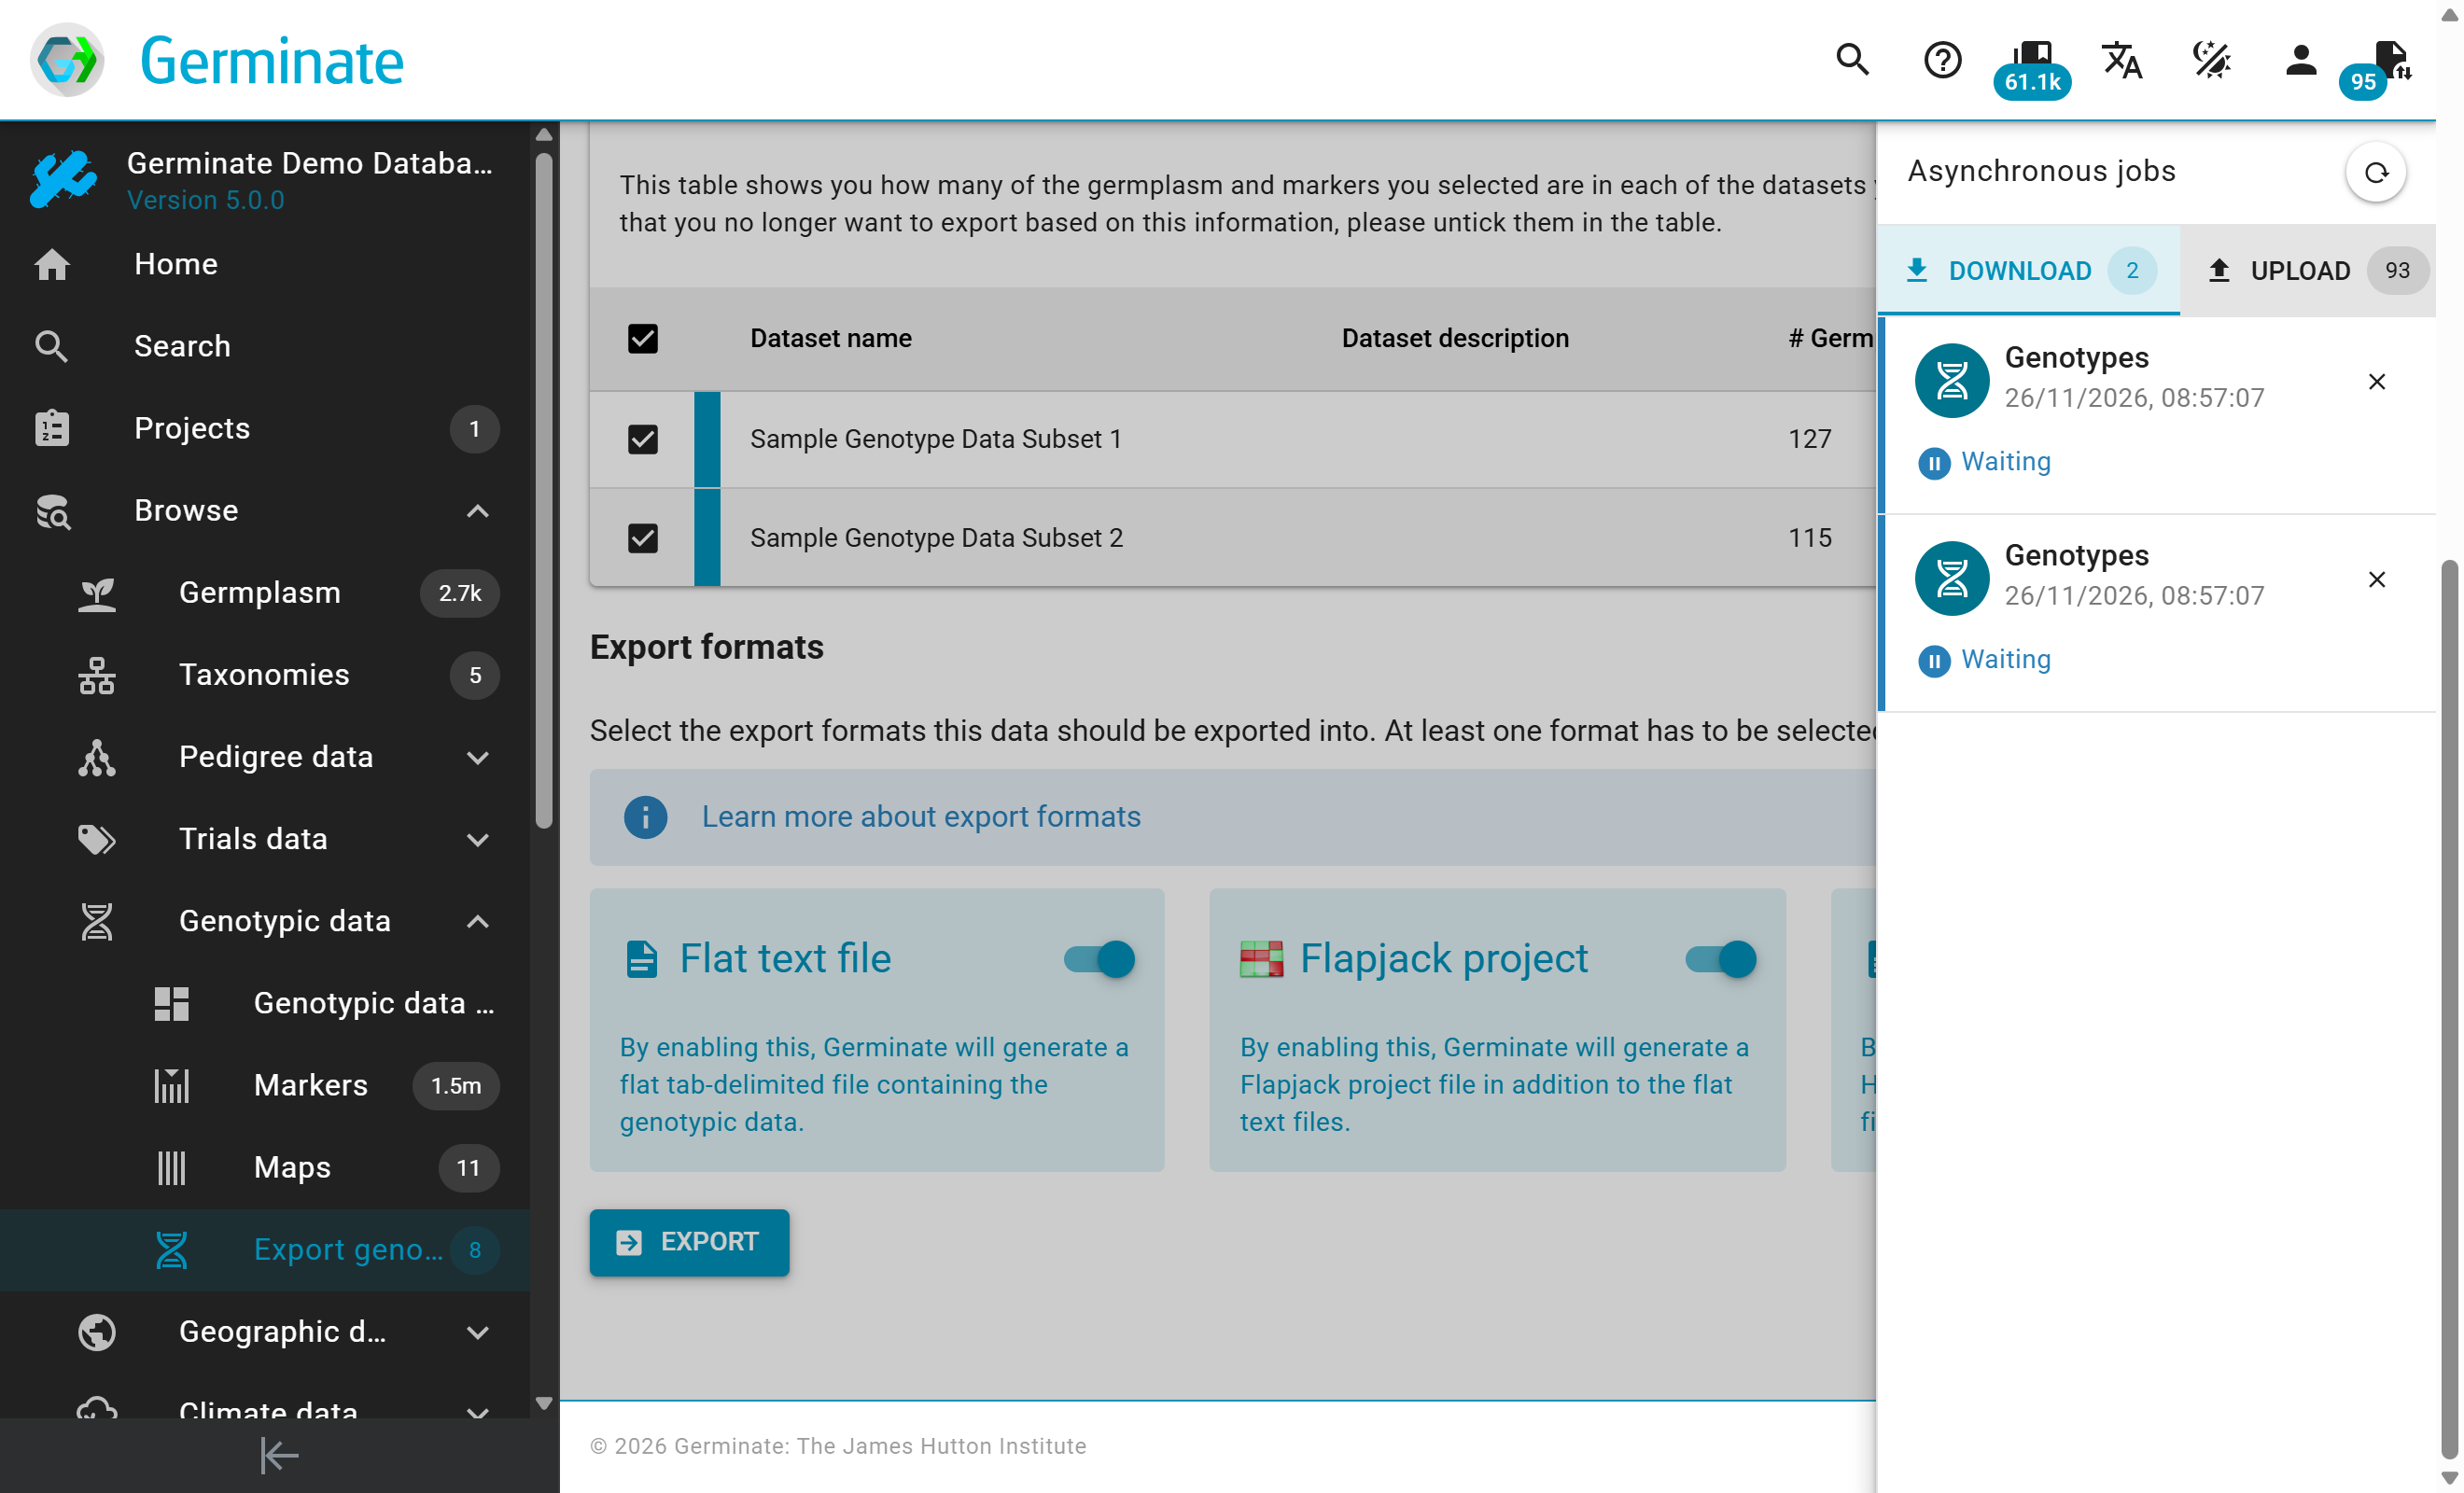 Germinate
61.1k
95
Germinate Demo Databa...
Version 5.0.0
Home
Search
Projects 1
Browse
Germplasm 2.7k
Taxonomies 5
Pedigree data
Trials data
Genotypic data
Genotypic data ...
Markers 1.5m
Maps 11
Export geno... 8
Geographic d...
Climate data
This table shows you how many of the germplasm and markers you selected are in each of the datasets
that you no longer want to export based on this information, please untick them in the table.
Dataset name Dataset description # Germ
Sample Genotype Data Subset 1 127
Sample Genotype Data Subset 2 115
Export formats
Select the export formats this data should be exported into. At least one format has to be selected
Learn more about export formats
Flat text file
By enabling this, Germinate will generate a
flat tab-delimited file containing the
genotypic data.
Flapjack project
By enabling this, Germinate will generate a
Flapjack project file in addition to the flat
text files.
EXPORT
© 2026 Germinate: The James Hutton Institute
Asynchronous jobs
DOWNLOAD 2 UPLOAD 93
Genotypes
26/11/2026, 08:57:07
Waiting
Genotypes
26/11/2026, 08:57:07
Waiting